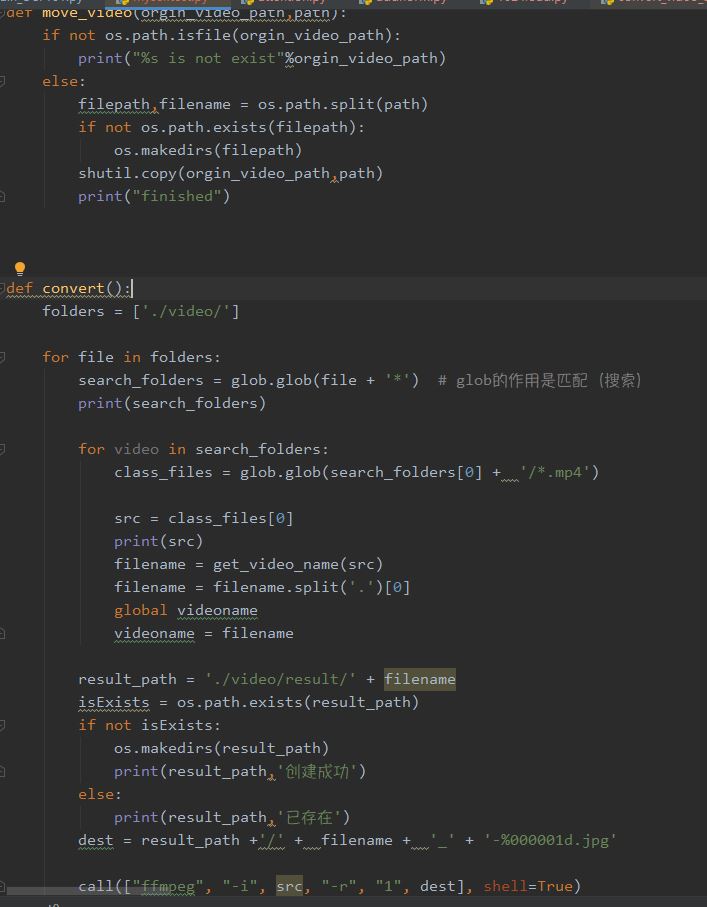 def move_video(orgin_video_path,path):
    if not os.path.isfile(orgin_video_path):
        print("%s is not exist"%orgin_video_path)
    else:
        filepath,filename = os.path.split(path)
        if not os.path.exists(filepath):
            os.makedirs(filepath)
        shutil.copy(orgin_video_path,path)
        print("finished")
def convert():
    folders = ['./video/']
    for file in folders:
        search_folders = glob.glob(file + '*')  # glob的作用是匹配（搜索）
        print(search_folders)
        for video in search_folders:
            class_files = glob.glob(search_folders[0] +  '/*.mp4')
            src = class_files[0]
            print(src)
            filename = get_video_name(src)
            filename = filename.split('.')[0]
            global videoname
            videoname = filename
        result_path = './video/result/' + filename
        isExists = os.path.exists(result_path)
        if not isExists:
            os.makedirs(result_path)
            print(result_path,'创建成功')
        else:
            print(result_path,'已存在')
        dest = result_path +'/' +  filename +  '_' + '-%000001d.jpg'
        call(["ffmpeg", "-i", src, "-r", "1", dest], shell=True)